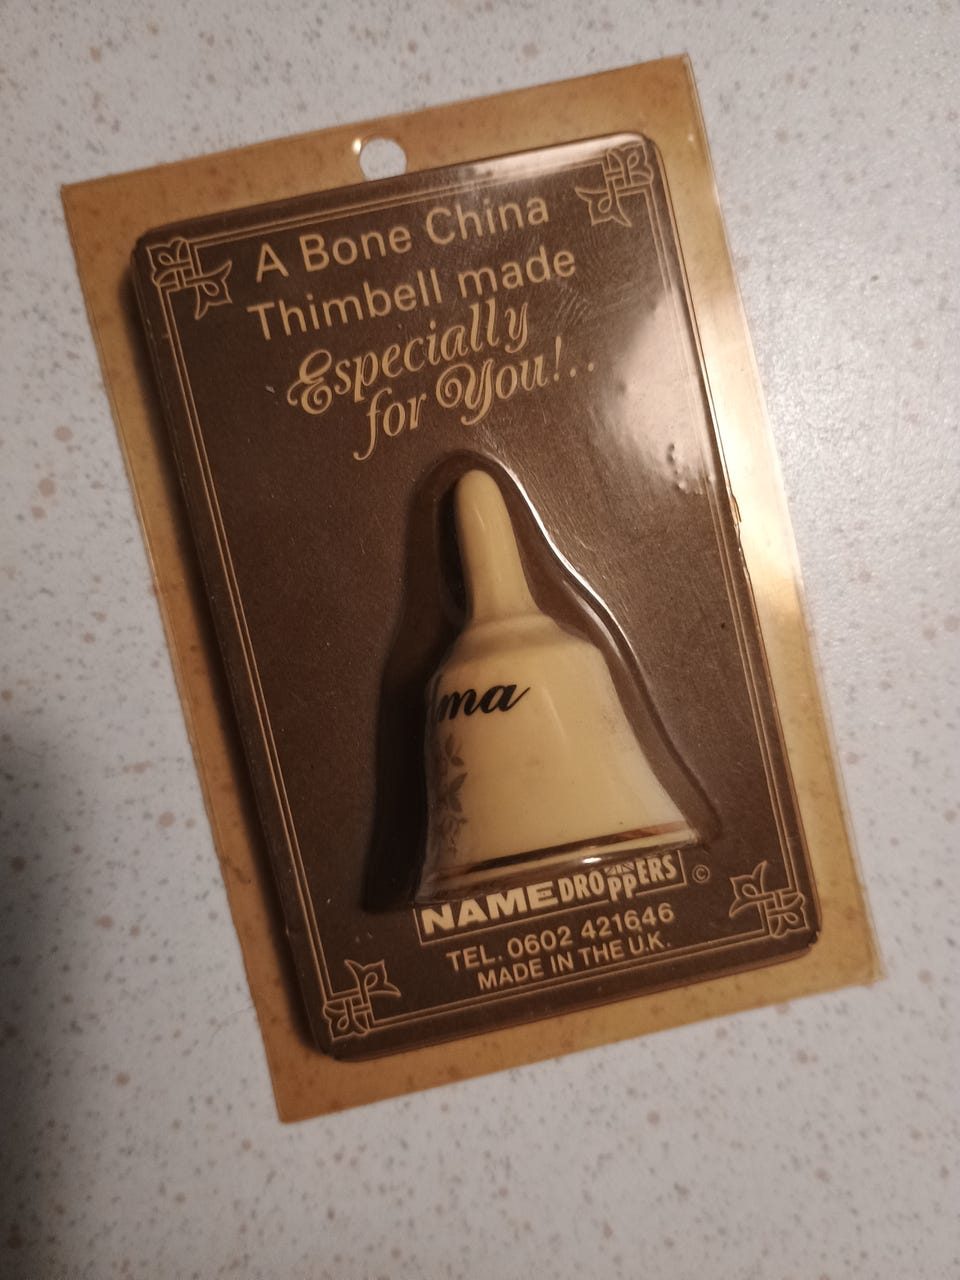 A Bone China
Thimbell made
Especially
for You!..
ma
NAMEDROPPERS ©
TEL. 0602 421646
MADE IN THE U.K.